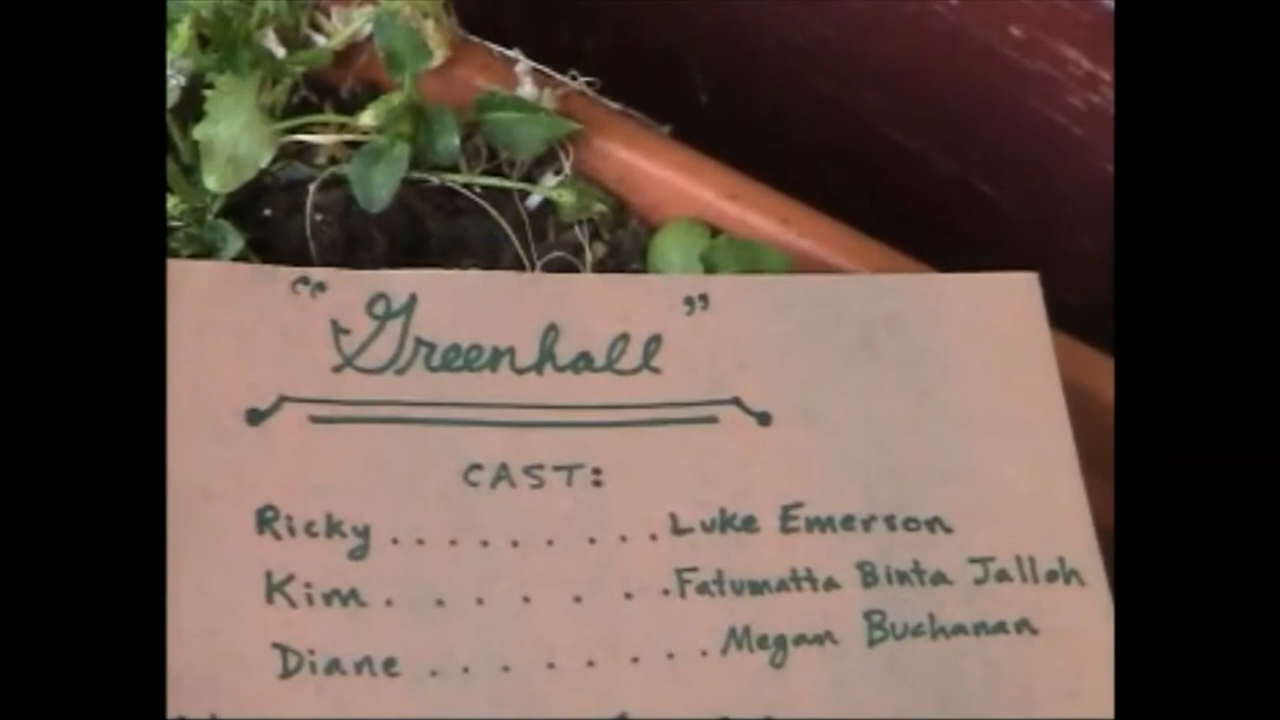 "Greenhall"
CAST:
Ricky.........Luke Emerson
Kim.......Fatumatta Binta Jalloh
Diane........Megan Buchanan